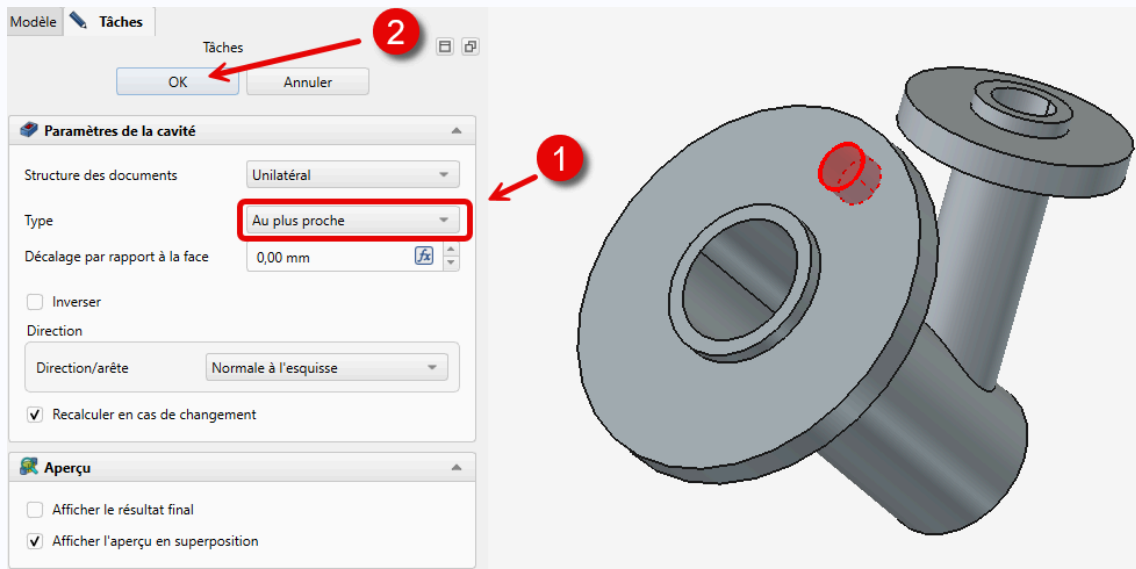 Modèle Tâches
Tâches
2
OK Annuler
Paramètres de la cavité
Structure des documents Unilatéral
1
Type Au plus proche
Décalage par rapport à la face 0,00 mm fx
Inverser
Direction
Direction/arête Normale à l'esquisse
Recalculer en cas de changement
Aperçu
Afficher le résultat final
Afficher l'aperçu en superposition